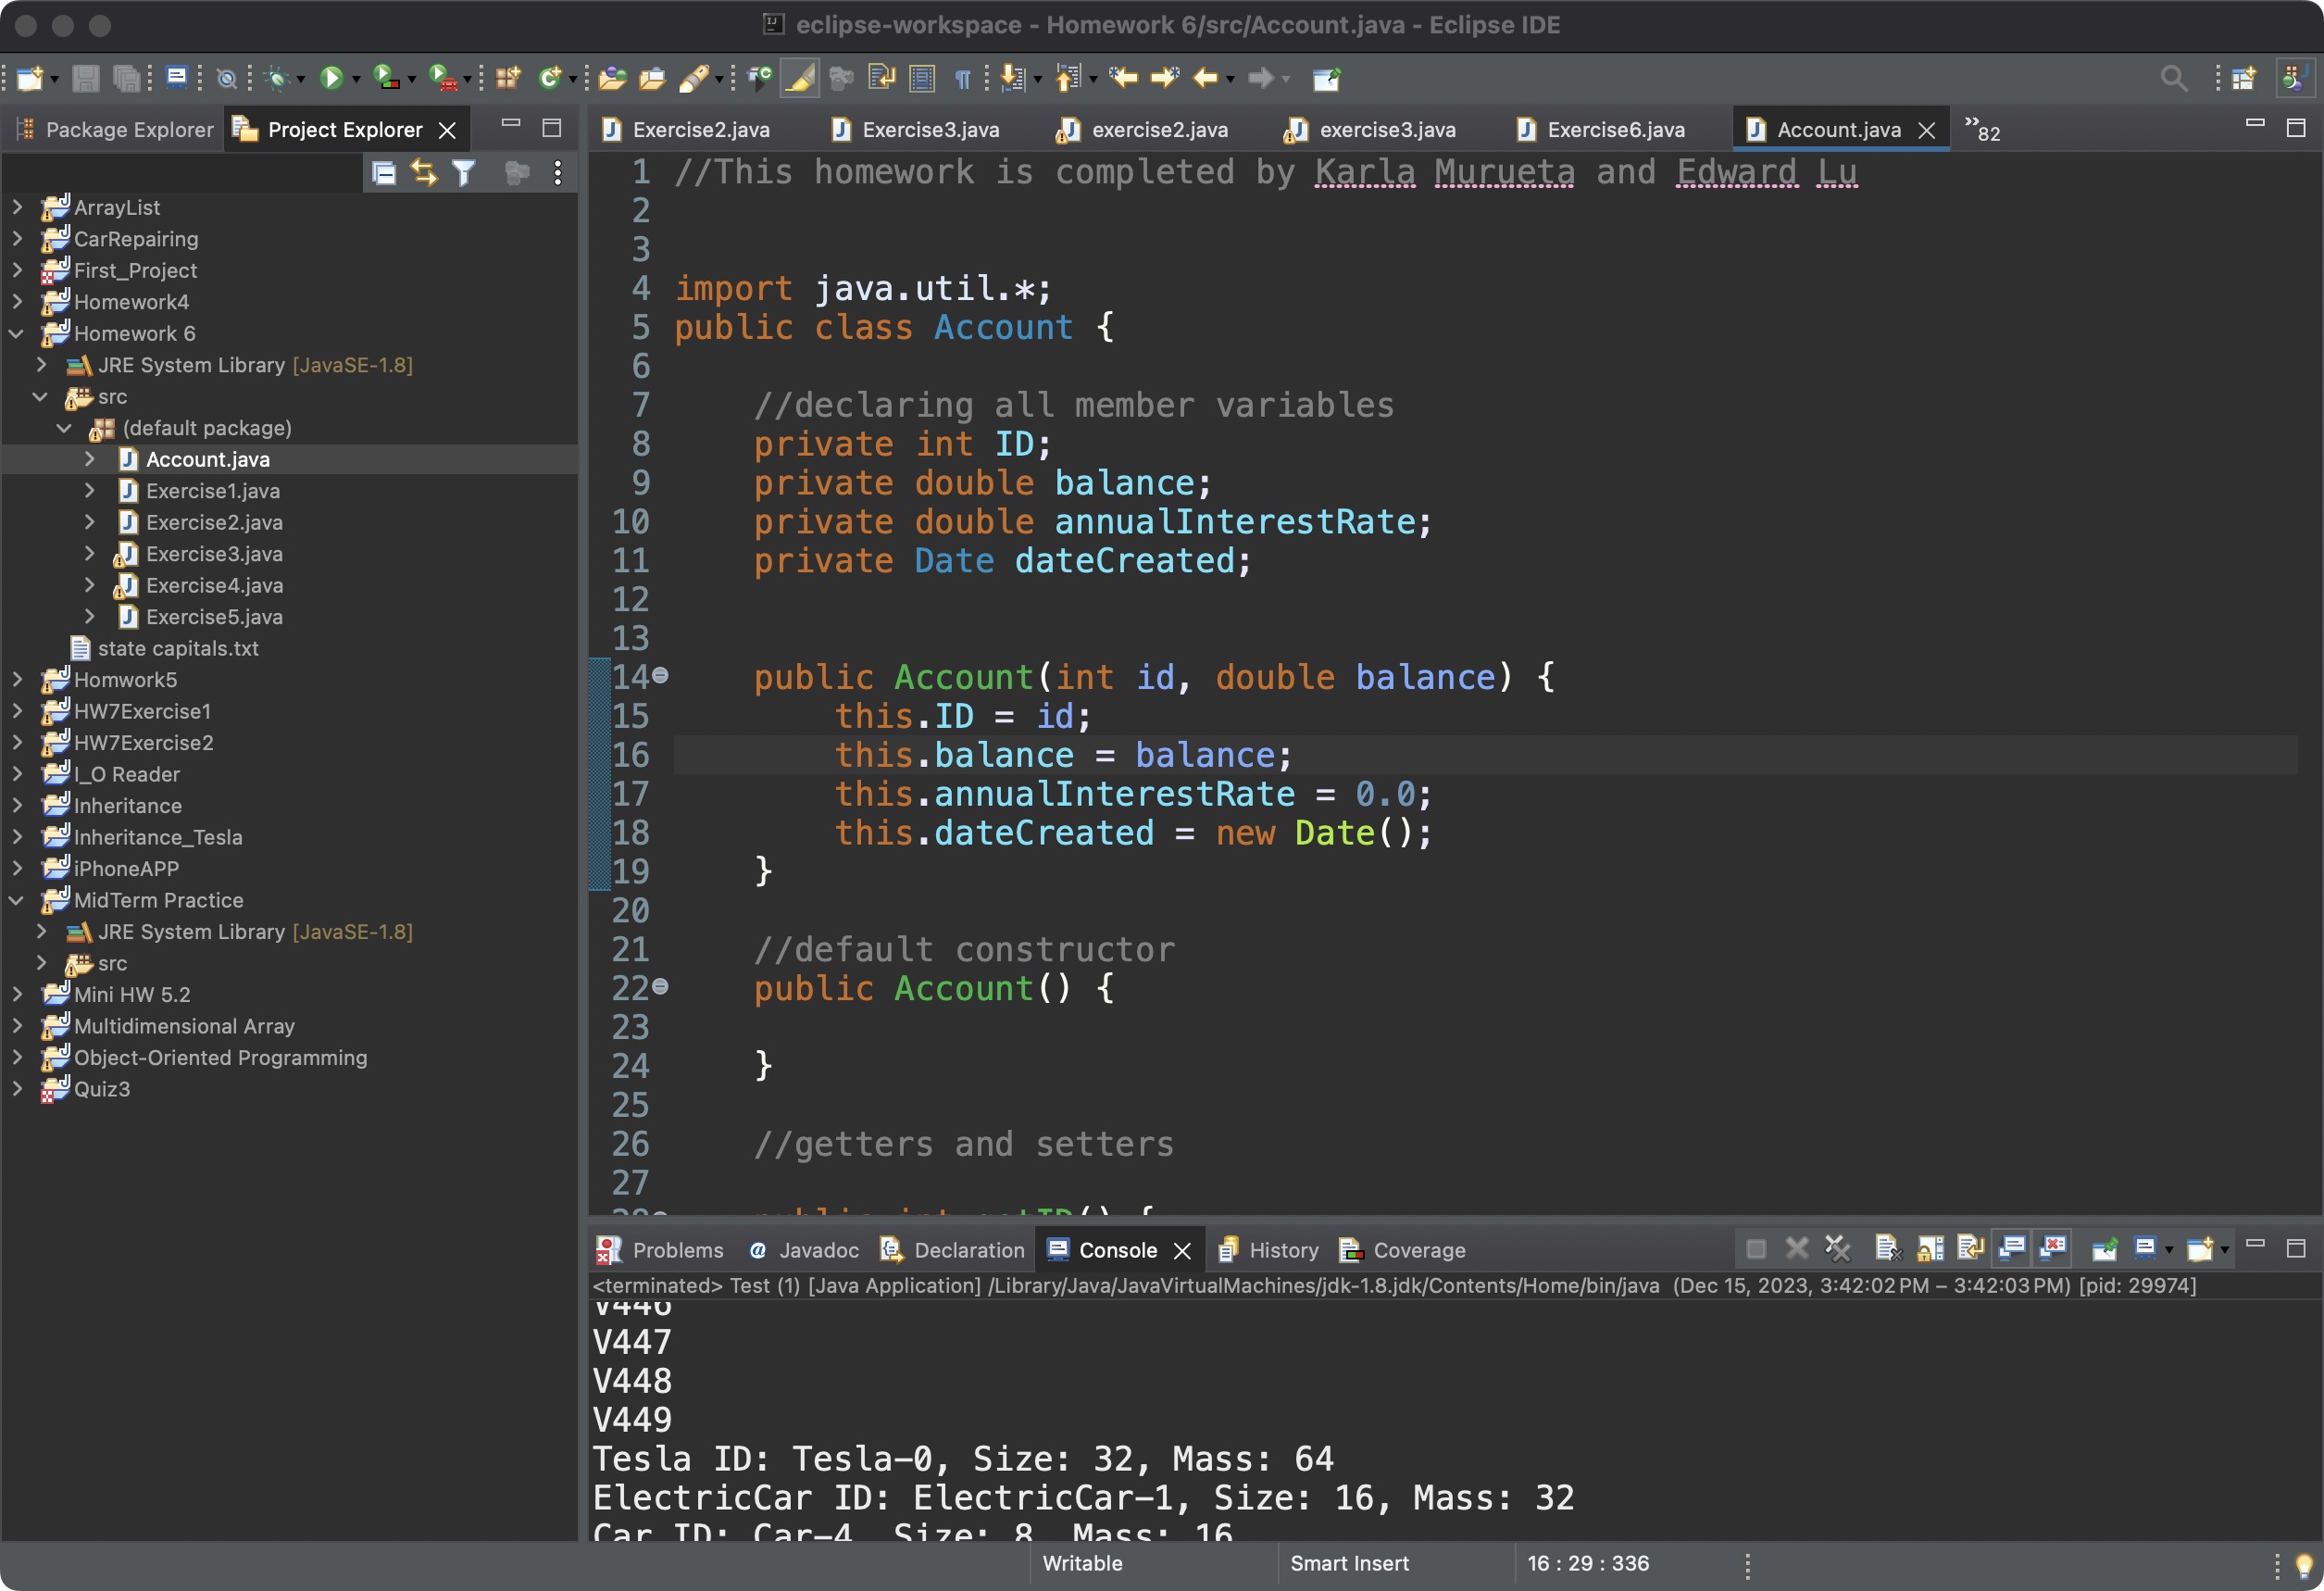 eclipse-workspace - Homework 6/src/Account.java - Eclipse IDE
Package Explorer
Project Explorer
Exercise2.java
Exercise3.java
exercise2.java
exercise3.java
Exercise6.java
Account.java
»82
ArrayList
CarRepairing
First_Project
Homework4
Homework 6
JRE System Library [JavaSE-1.8]
src
(default package)
Account.java
Exercise1.java
Exercise2.java
Exercise3.java
Exercise4.java
Exercise5.java
state capitals.txt
Homwork5
HW7Exercise1
HW7Exercise2
I_O Reader
Inheritance
Inheritance_Tesla
iPhoneAPP
MidTerm Practice
JRE System Library [JavaSE-1.8]
src
Mini HW 5.2
Multidimensional Array
Object-Oriented Programming
Quiz3
1 //This homework is completed by Karla Murueta and Edward Lu
2
3
4 import java.util.*;
5 public class Account {
6
7     //declaring all member variables
8     private int ID;
9     private double balance;
10     private double annualInterestRate;
11     private Date dateCreated;
12
13
14     public Account(int id, double balance) {
15         this.ID = id;
16         this.balance = balance;
17         this.annualInterestRate = 0.0;
18         this.dateCreated = new Date();
19     }
20
21     //default constructor
22     public Account() {
23
24     }
25
26     //getters and setters
27
28     public int getID() {
Problems
Javadoc
Declaration
Console
History
Coverage
<terminated> Test (1) [Java Application] /Library/Java/JavaVirtualMachines/jdk-1.8.jdk/Contents/Home/bin/java (Dec 15, 2023, 3:42:02 PM – 3:42:03 PM) [pid: 29974]
V446
V447
V448
V449
Tesla ID: Tesla-0, Size: 32, Mass: 64
ElectricCar ID: ElectricCar-1, Size: 16, Mass: 32
Car ID: Car-4, Size: 8, Mass: 16
Writable
Smart Insert
16 : 29 : 336